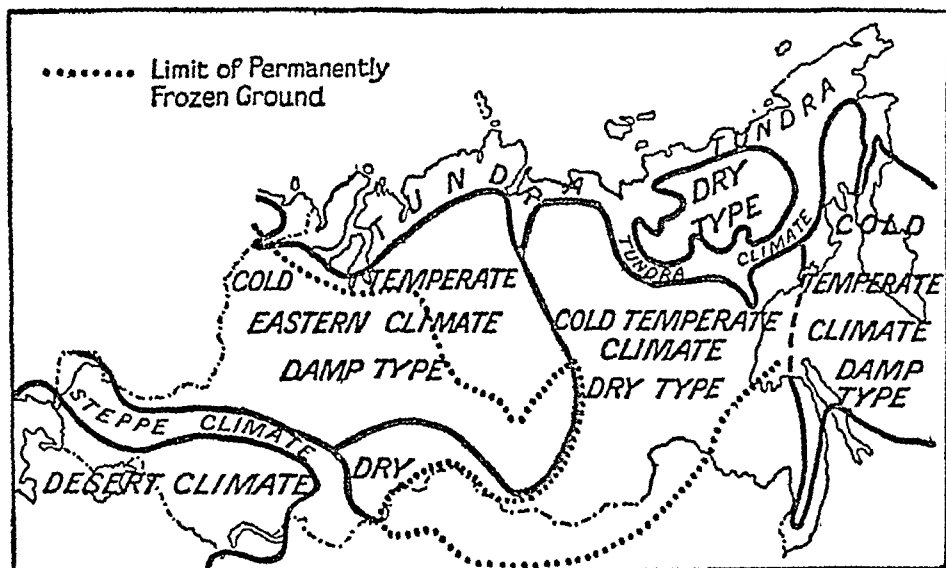 Limit of Permanently
Frozen Ground
TUNDRA
TUNDRA
DRY
TYPE
TUNDRA CLIMATE
COLD
TEMPERATE
CLIMATE
DAMP
TYPE
COLD TEMPERATE
EASTERN CLIMATE
DAMP TYPE
COLD TEMPERATE
CLIMATE
DRY TYPE
STEPPE CLIMATE
DRY
DESERT CLIMATE